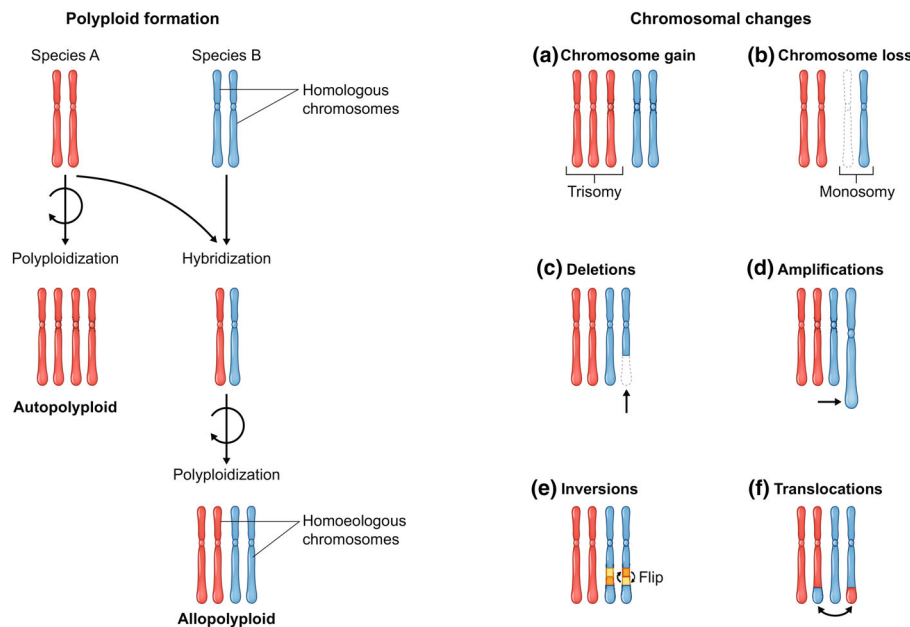 Polyploid formation
Species A
Species B
Homologous
chromosomes
Polyploidization
Hybridization
Autopolyploid
Polyploidization
Homoeologous
chromosomes
Allopolyploid
Chromosomal changes
(a) Chromosome gain
Trisomy
(b) Chromosome loss
Monosomy
(c) Deletions
(d) Amplifications
(e) Inversions
Flip
(f) Translocations